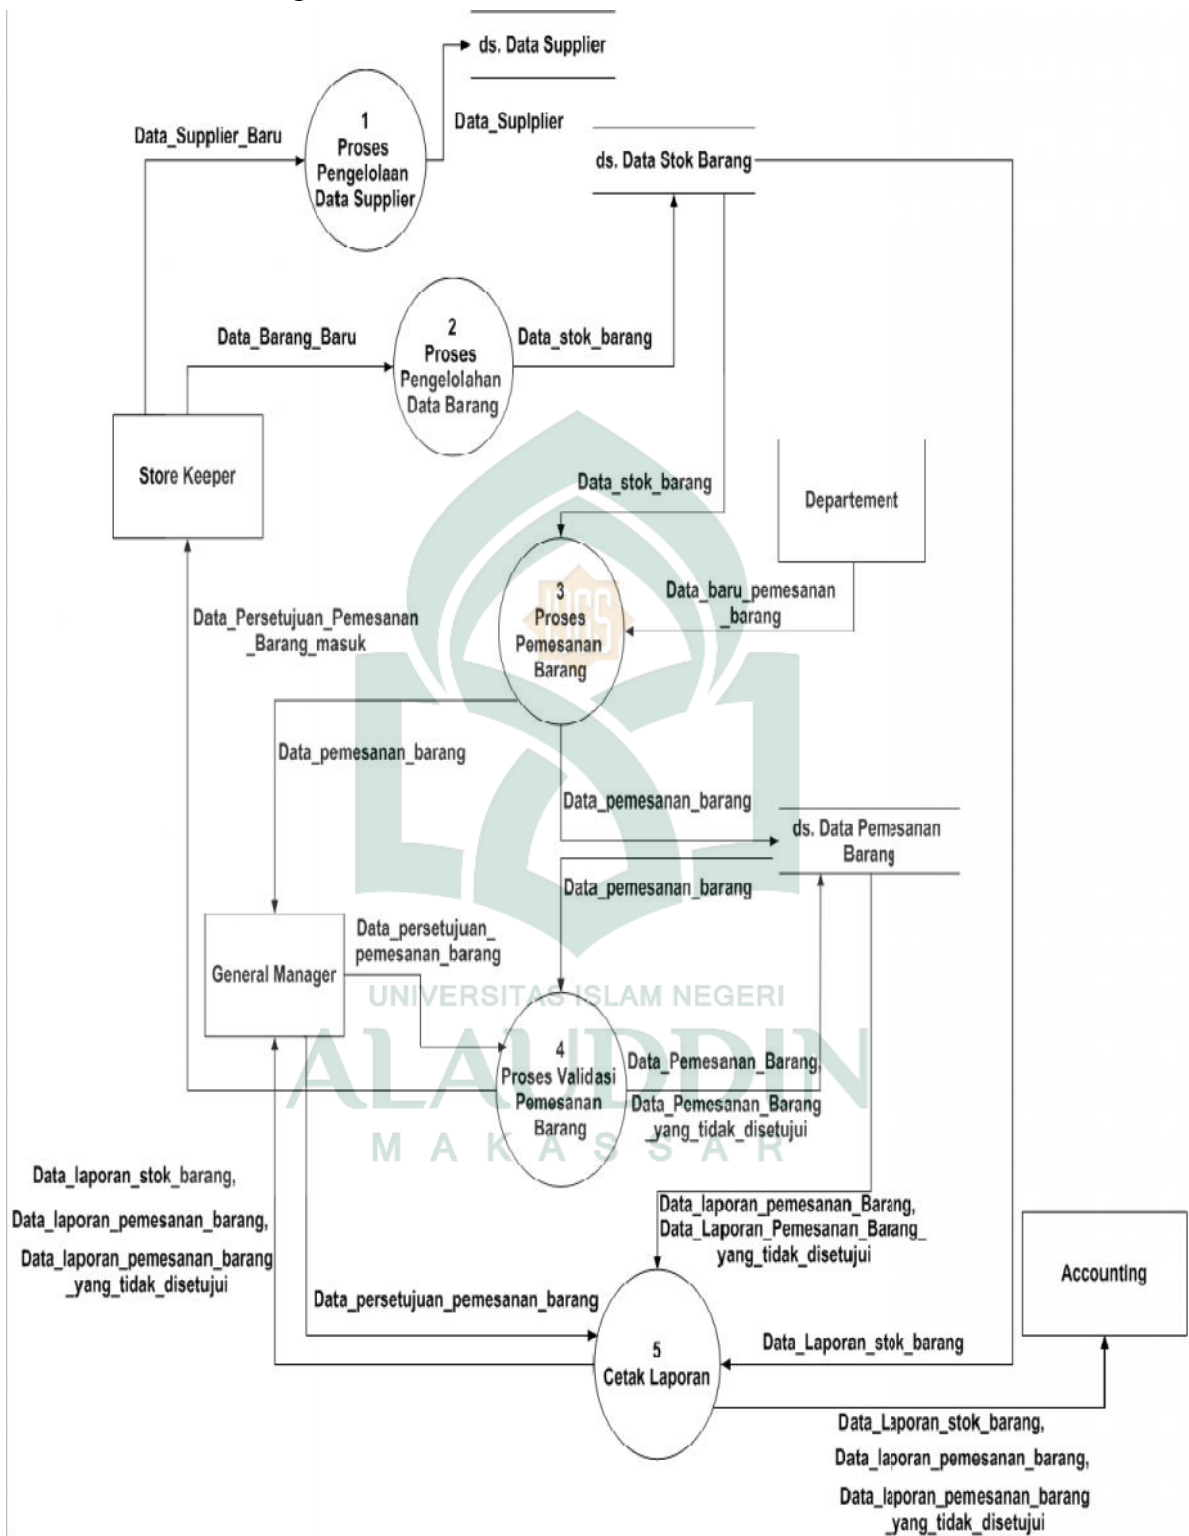 ds. Data Supplier
1
Proses
Pengelolaan
Data Supplier
Data_Supplier_Baru
Data_Suplplier
ds. Data Stok Barang
2
Proses
Pengelolahan
Data Barang
Data_Barang_Baru
Data_stok_barang
Store Keeper
Data_stok_barang
Departement
3
Proses
Pemesanan
Barang
Data_baru_pemesanan
_barang
Data_Persetujuan_Pemesanan
_Barang_masuk
Data_pemesanan_barang
Data_pemesanan_barang
ds. Data Pemesanan
Barang
Data_pemesanan_barang
Data_persetujuan_
pemesanan_barang
General Manager
UNIVERSITAS ISLAM NEGERI
ALAUDDIN
MAKASSAR
4
Proses Validasi
Pemesanan
Barang
Data_Pemesanan_Barang,
Data_Pemesanan_Barang
_yang_tidak_disetujui
Data_laporan_stok_barang,
Data_laporan_pemesanan_barang,
Data_laporan_pemesanan_barang
_yang_tidak_disetujui
Data_laporan_pemesanan_Barang,
Data_Laporan_Pemesanan_Barang_
yang_tidak_disetujui
Accounting
Data_persetujuan_pemesanan_barang
5
Cetak Laporan
Data_Laporan_stok_barang
Data_Laporan_stok_barang,
Data_laporan_pemesanan_barang,
Data_laporan_pemesanan_barang
_yang_tidak_disetujui